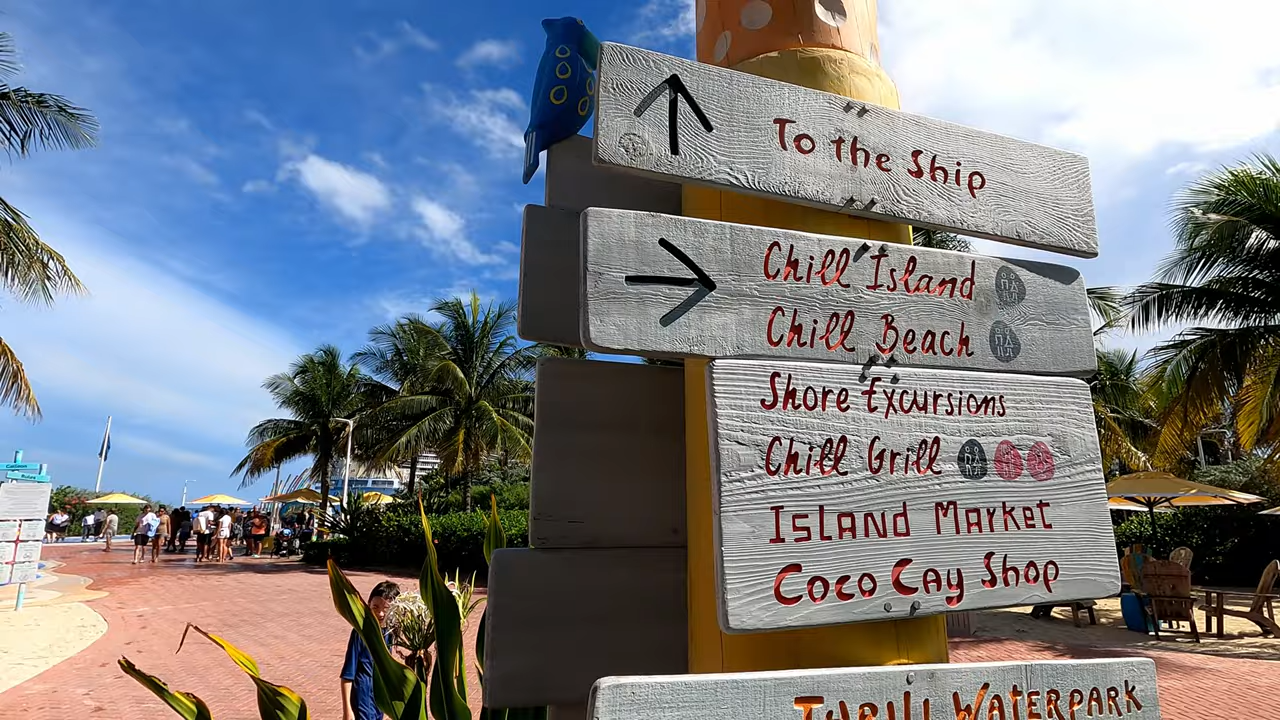 To the Ship
Chill Island
Chill Beach
Shore Excursions
Chill Grill
Island Market
Coco Cay Shop
Thrill Waterpark